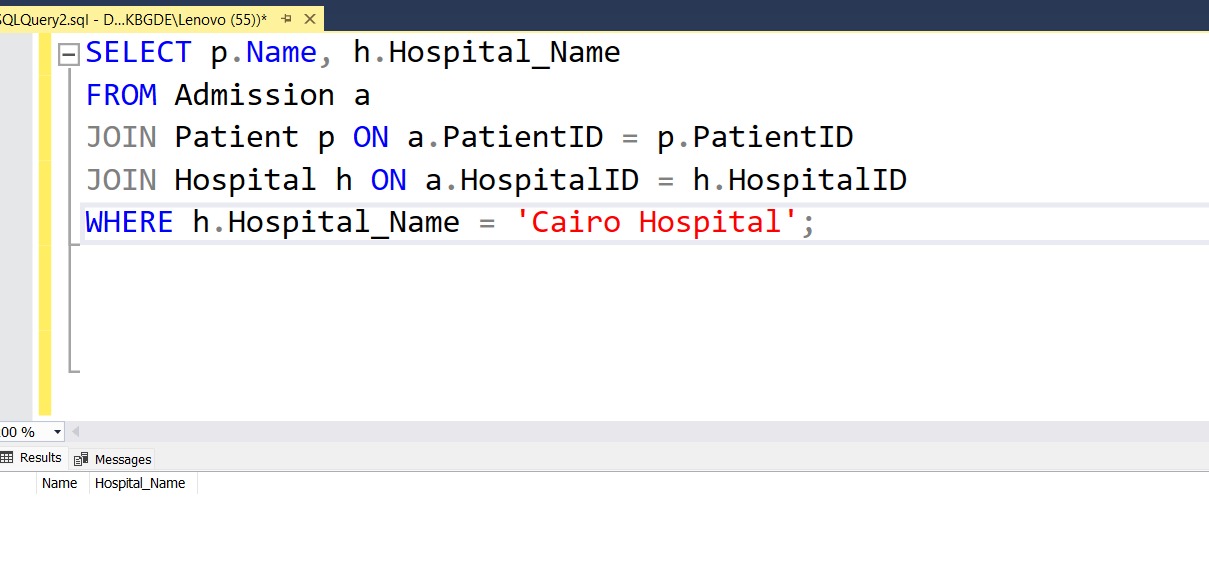 SQLQuery2.sql - D...KBGDE\Lenovo (55))*
SELECT p.Name, h.Hospital_Name
FROM Admission a
JOIN Patient p ON a.PatientID = p.PatientID
JOIN Hospital h ON a.HospitalID = h.HospitalID
WHERE h.Hospital_Name = 'Cairo Hospital';
00 %
Results Messages
Name Hospital_Name